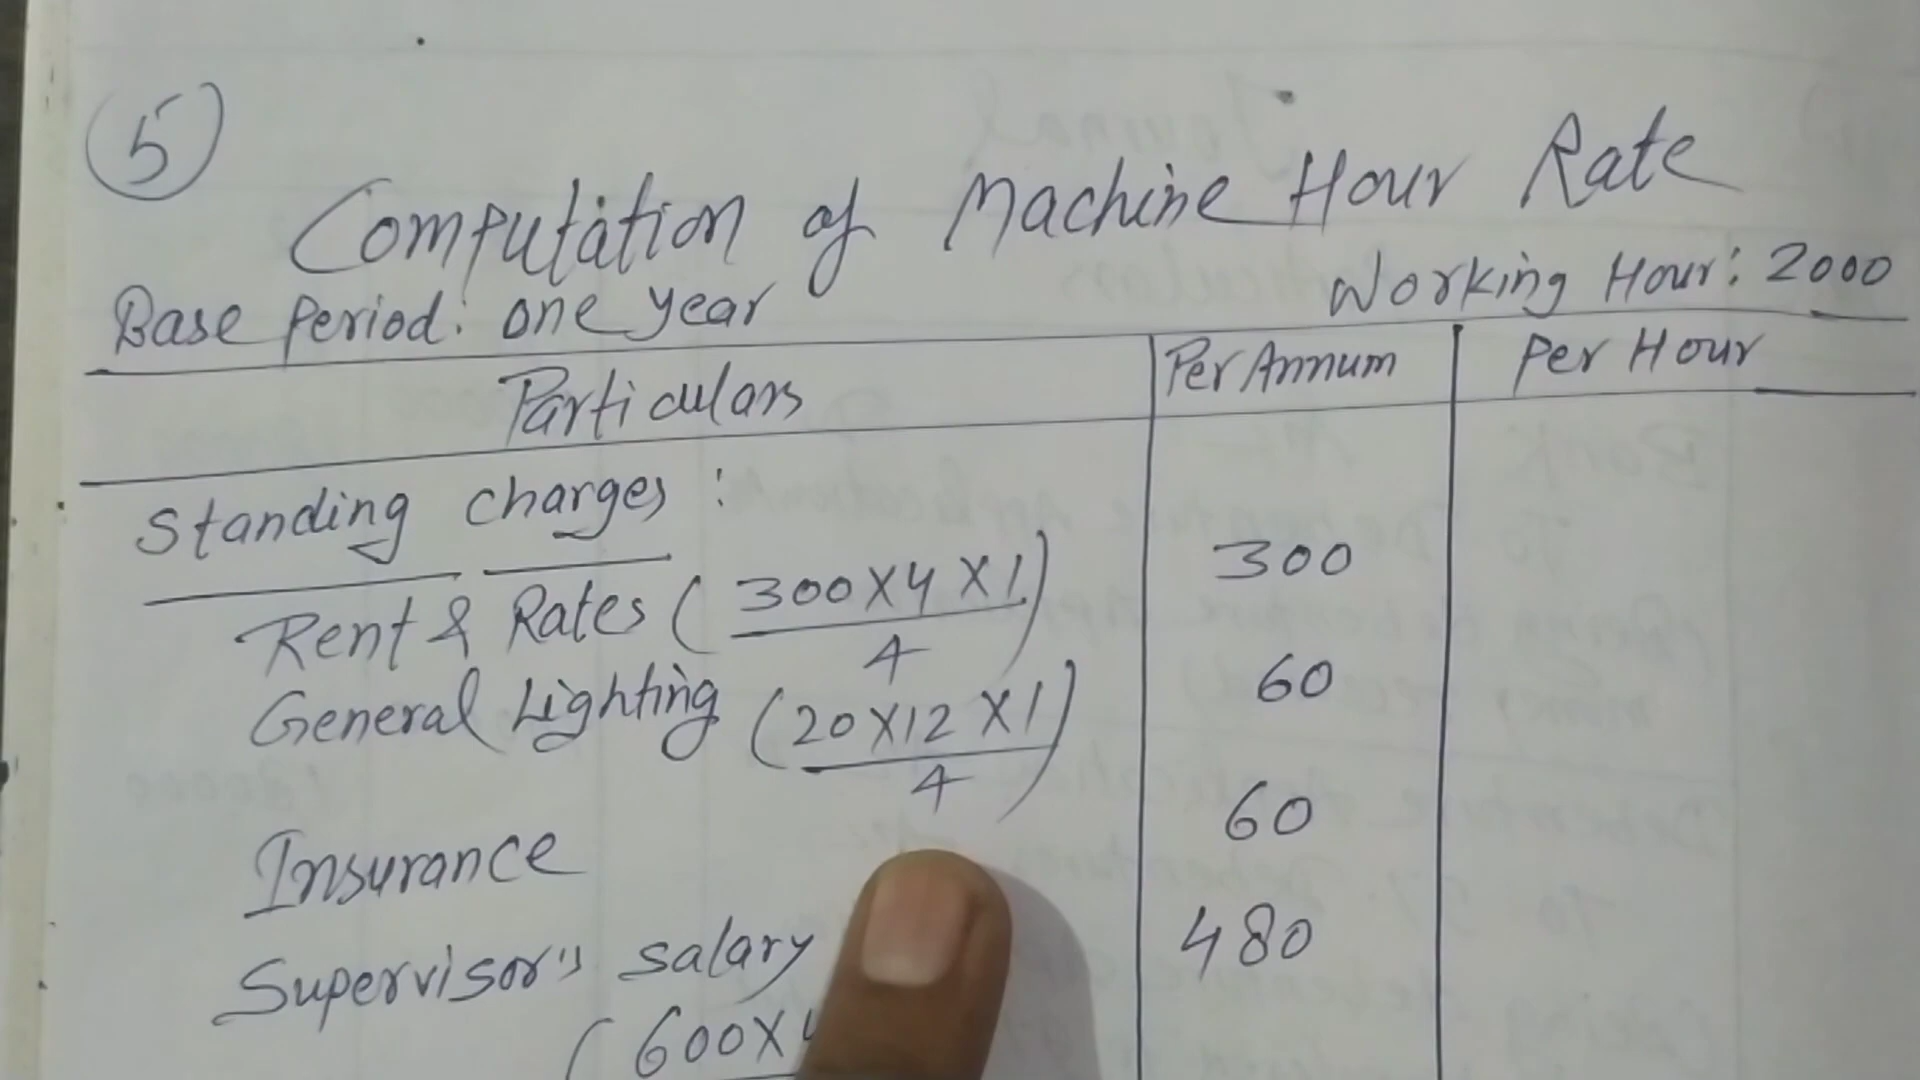 5
Computation of Machine Hour Rate
Base Period: one year Working Hour: 2000
Particulars Per Annum Per Hour
Standing charges:
Rent & Rates (300X4X1/4) 300
General Lighting (20X12X1/4) 60
Insurance 60
Supervisor's salary 480
(600X